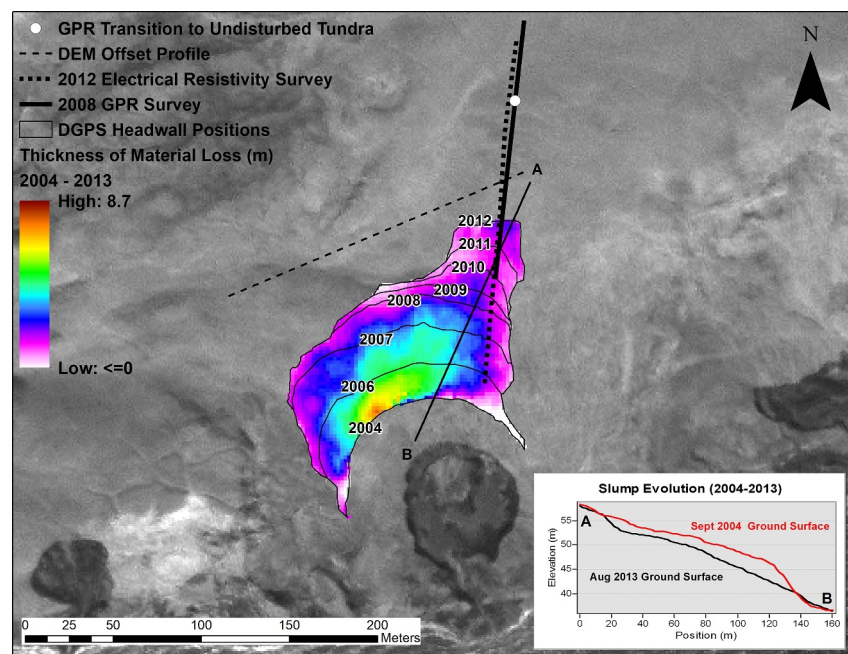 GPR Transition to Undisturbed Tundra
DEM Offset Profile
2012 Electrical Resistivity Survey
2008 GPR Survey
DGPS Headwall Positions
Thickness of Material Loss (m)
2004 - 2013
High: 8.7
Low: <=0
N
A
2012
2011
2010
2009
2008
2007
2006
2004
B
Slump Evolution (2004-2013)
Elevation (m)
55
50
45
40
A
Sept 2004 Ground Surface
Aug 2013 Ground Surface
B
0 20 40 60 80 100 120 140 160
Position (m)
0 25 50 100 150 200
Meters